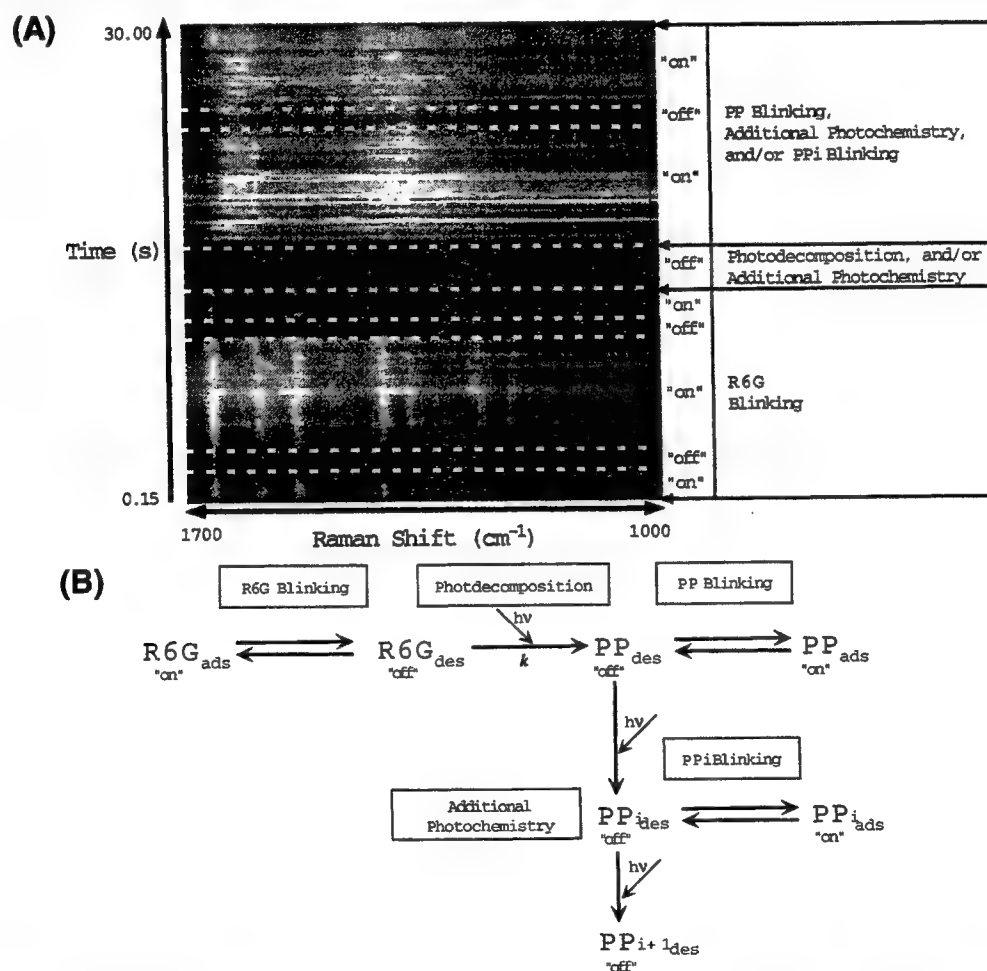 (A)
30.00
"on"
"off"
PP Blinking,
Additional Photochemistry,
and/or PPi Blinking
"on"
Time (s)
"off"
Photodecomposition, and/or
Additional Photochemistry
"on"
"off"
"on"
R6G
Blinking
"off"
"on"
0.15
1700
Raman Shift (cm⁻¹)
1000
(B)
R6G Blinking
Photdecomposition
PP Blinking
hν
R6Gads
"on"
R6Gdes
"off"
k
PPdes
"off"
PPads
"on"
hν
PPiBlinking
Additional
Photochemistry
PPides
"off"
PPiads
"on"
hν
PPi+1des
"off"